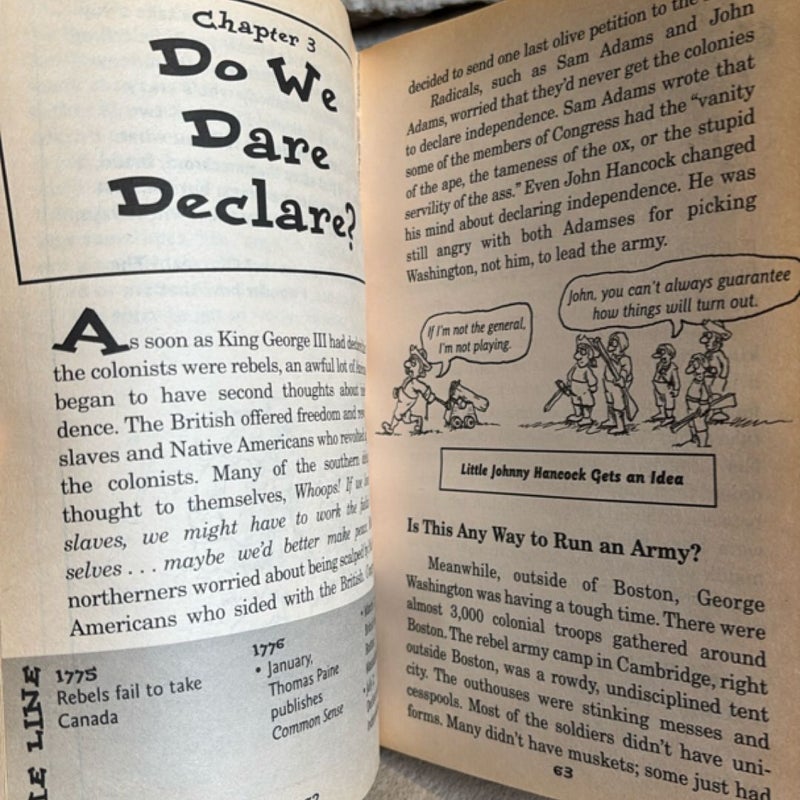 Chapter 3
Do We
Dare
Declare?
As soon as King George III had
the colonists were rebels, an awful lot of
began to have second thoughts about
dence. The British offered freedom and
slaves and Native Americans who revolted
the colonists. Many of the southern
thought to themselves, Whoops! If we
slaves, we might have to work the
selves . . . maybe we'd better make peace.
northerners worried about being scalped by
Americans who sided with the British.
1775
Rebels fail to take
Canada
1776
• January,
Thomas Paine
publishes
Common Sense
decided to send one last olive petition to the
Radicals, such as Sam Adams and John
Adams, worried that they'd never get the colonies
to declare independence. Sam Adams wrote that
some of the members of Congress had the "vanity
of the ape, the tameness of the ox, or the stupid
servility of the ass." Even John Hancock changed
his mind about declaring independence. He was
still angry with both Adamses for picking
Washington, not him, to lead the army.
If I'm not the general,
I'm not playing.
John, you can't always guarantee
how things will turn out.
Little Johnny Hancock Gets an Idea
Is This Any Way to Run an Army?
Meanwhile, outside of Boston, George
Washington was having a tough time. There were
almost 3,000 colonial troops gathered around
Boston. The rebel army camp in Cambridge, right
outside Boston, was a rowdy, undisciplined tent
city. The outhouses were stinking messes and
cesspools. Most of the soldiers didn't have uni-
forms. Many didn't have muskets; some just had
63